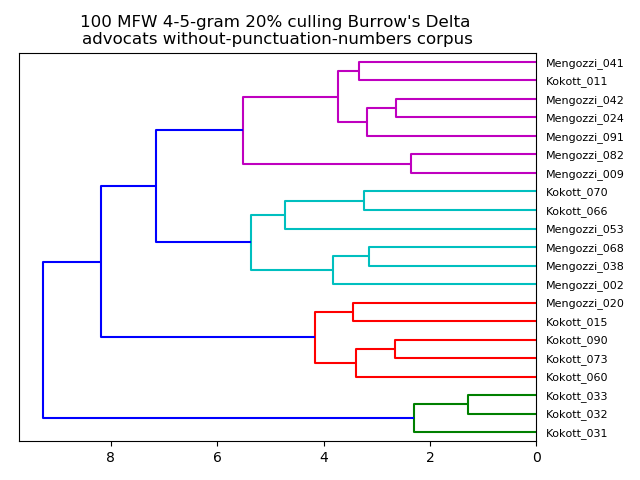 100 MFW 4-5-gram 20% culling Burrow's Delta
advocats without-punctuation-numbers corpus
Mengozzi_041
Kokott_011
Mengozzi_042
Mengozzi_024
Mengozzi_091
Mengozzi_082
Mengozzi_009
Kokott_070
Kokott_066
Mengozzi_053
Mengozzi_068
Mengozzi_038
Mengozzi_002
Mengozzi_020
Kokott_015
Kokott_090
Kokott_073
Kokott_060
Kokott_033
Kokott_032
Kokott_031
8 6 4 2 0